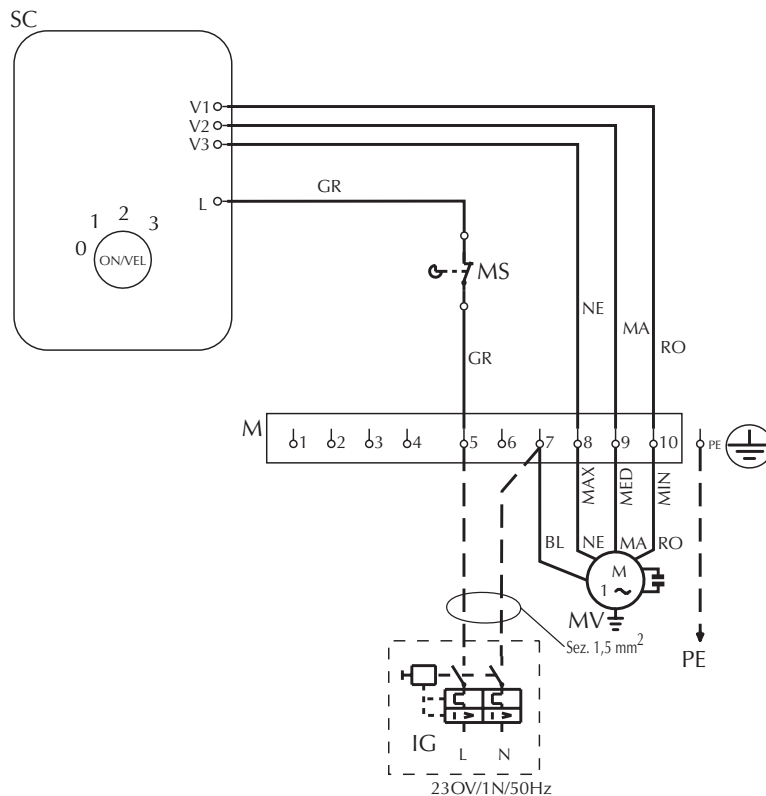 SC
V1
V2
V3
L
GR
0 1 2 3
ON/VEL
MS
NE
MA
RO
GR
M
1 2 3 4 5 6 7 8 9 10 PE
MAX
MED
MIN
BL NE MA RO
M
1
MV
Sez. 1,5 mm²
PE
IG
L N
23OV/1N/50Hz